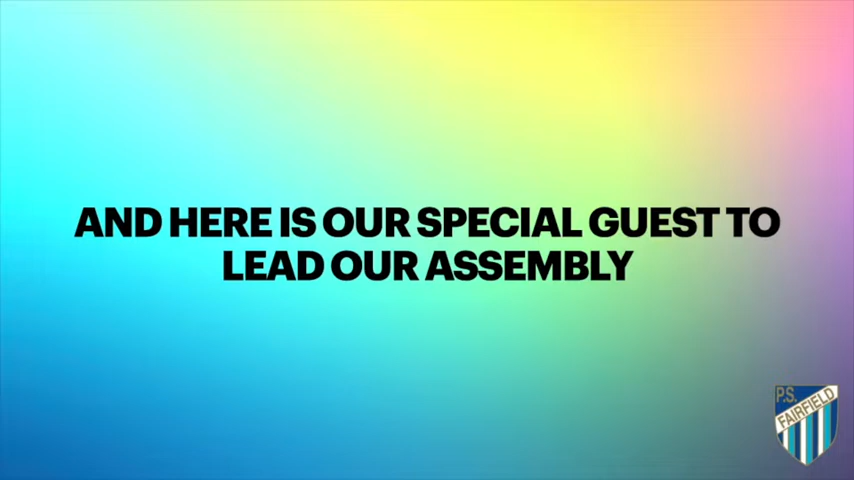 AND HERE IS OUR SPECIAL GUEST TO
LEAD OUR ASSEMBLY
P.S.
FAIRFIELD